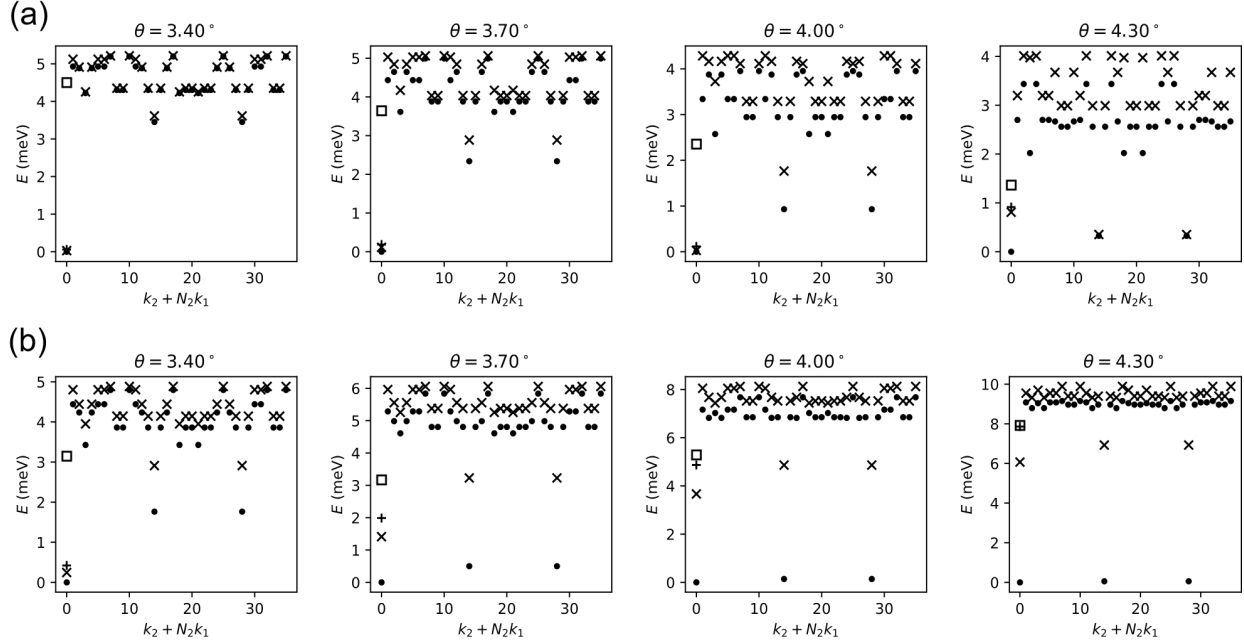 (a)
θ = 3.40°
θ = 3.70°
θ = 4.00°
θ = 4.30°
E (meV)
5
4
3
2
1
0
0 10 20 30
k₂ + N₂k₁
E (meV)
5
4
3
2
1
0
0 10 20 30
k₂ + N₂k₁
E (meV)
4
3
2
1
0
0 10 20 30
k₂ + N₂k₁
E (meV)
4
3
2
1
0
0 10 20 30
k₂ + N₂k₁
(b)
θ = 3.40°
θ = 3.70°
θ = 4.00°
θ = 4.30°
E (meV)
5
4
3
2
1
0
0 10 20 30
k₂ + N₂k₁
E (meV)
6
5
4
3
2
1
0
0 10 20 30
k₂ + N₂k₁
E (meV)
8
6
4
2
0
0 10 20 30
k₂ + N₂k₁
E (meV)
10
8
6
4
2
0
0 10 20 30
k₂ + N₂k₁